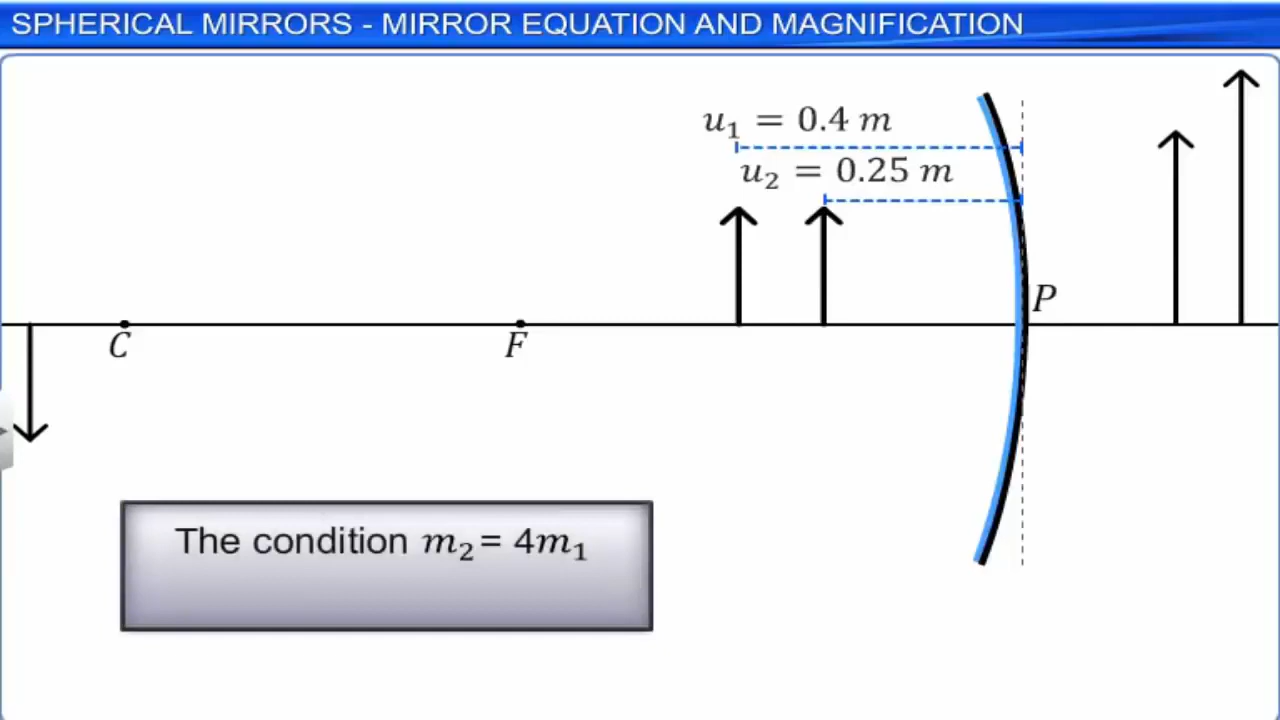 SPHERICAL MIRRORS - MIRROR EQUATION AND MAGNIFICATION
u₁ = 0.4 m
u₂ = 0.25 m
P
C
F
The condition m₂ = 4m₁